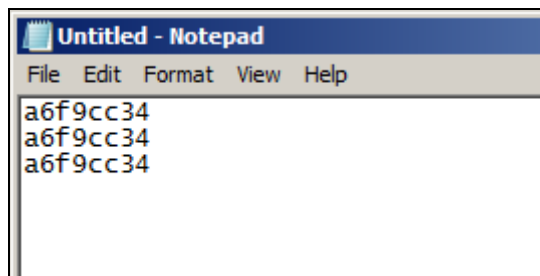 Untitled - Notepad
File Edit Format View Help
a6f9cc34
a6f9cc34
a6f9cc34